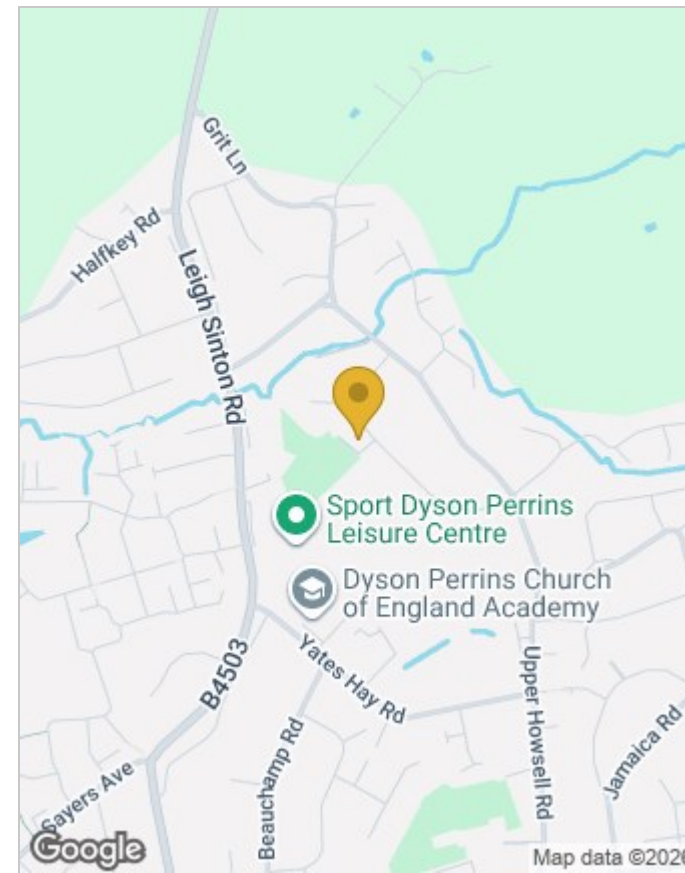 Grit Ln
Halfkey Rd
Leigh Sinton Rd
Sport Dyson Perrins
Leisure Centre
Dyson Perrins Church
of England Academy
Yates Hay Rd
B4503
Upper Howsell Rd
Jamaica Rd
Beauchamp Rd
Sayers Ave
Google
Map data ©2026